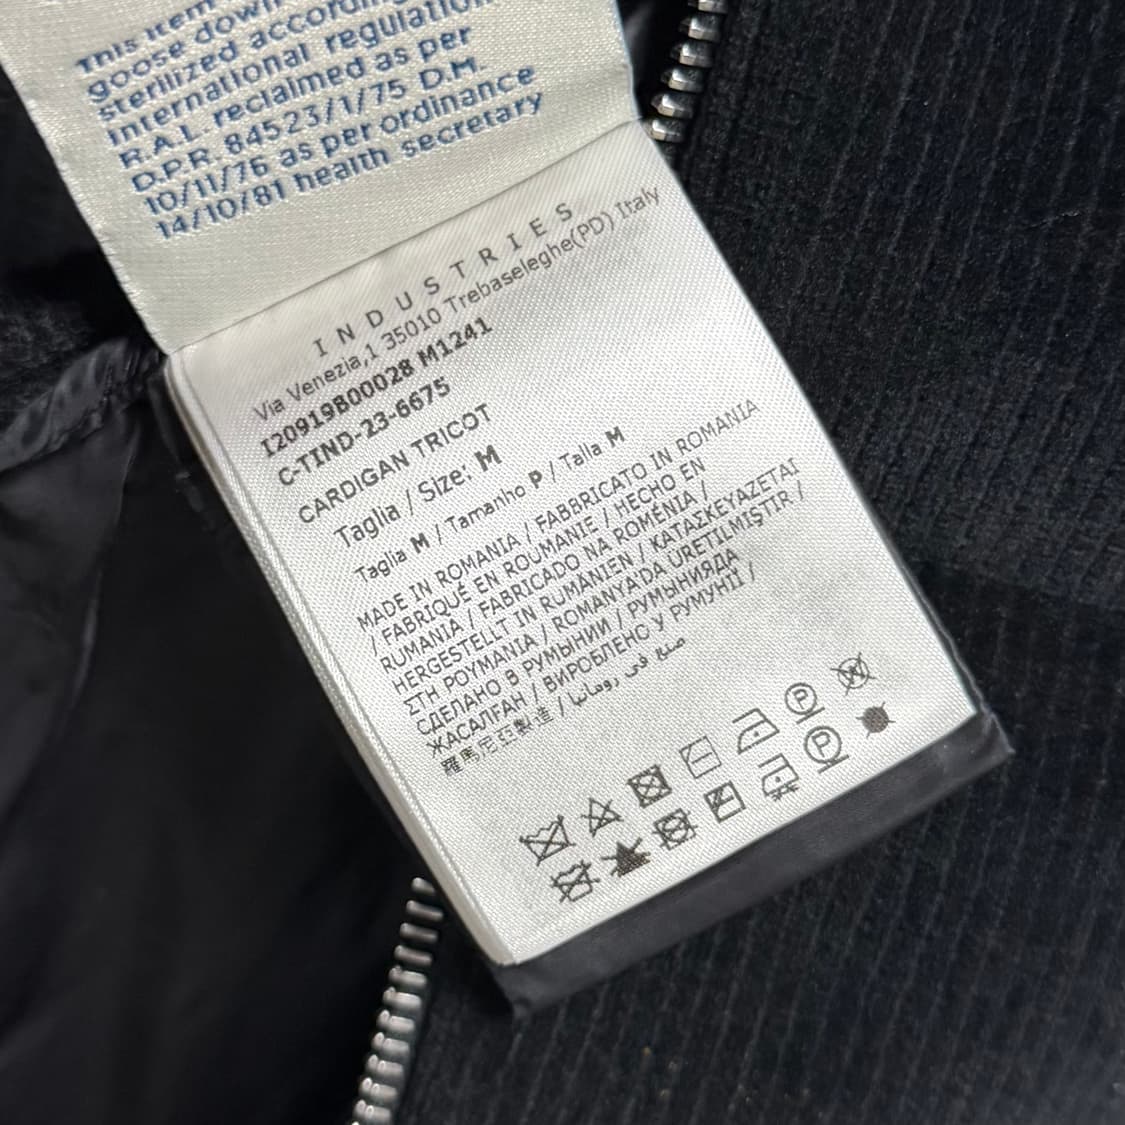 This item
goose down
sterilized according
international regulation
R.A.L. reclaimed as per
D.P.R. 84523/1/75 D.M.
10/11/76 as per ordinance
14/10/81 health secretary
INDUSTRIES
Via Venezia,1 35010 Trebaseleghe(PD) Italy
I20919B00028 M1241
C-TIND-23-6675
CARDIGAN TRICOT
Taglia / Size: M
Taglia M / Tamanho P / Talla M
MADE IN ROMANIA / FABBRICATO IN ROMANIA
/ FABRIQUÉ EN ROUMANIE / HECHO EN
RUMANIA / FABRICADO NA ROMÉNIA /
HERGESTELLT IN RUMÄNIEN / ΚΑΤΑΣΚΕΥΑΖΕΤΑΙ
ΣΤΗ ΡΟΥΜΑΝΙΑ / ROMANYA'DA ÜRETİLMİŞTİR /
СДЕЛАНО В РУМЫНИИ / РУМЫНИЯДА
ЖАСАЛҒАН / ВИРОБЛЕНО У РУМУНІЇ /
羅馬尼亞製造 / صنع في رومانيا